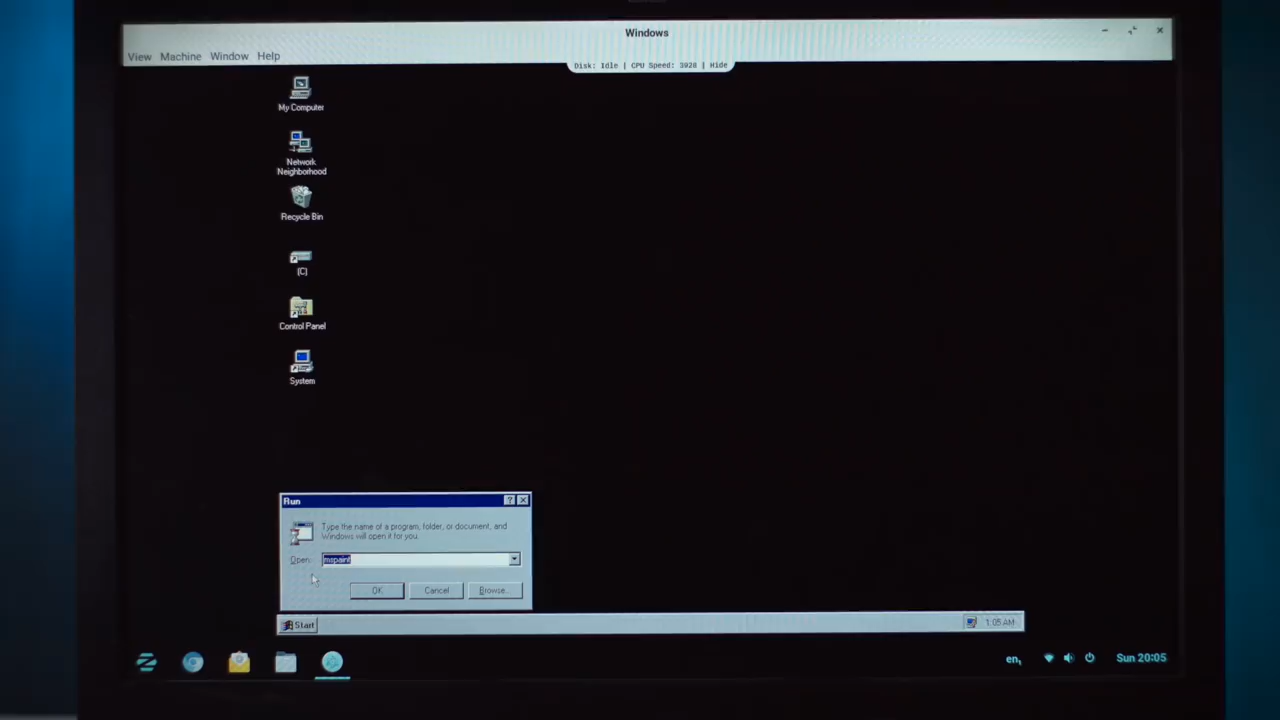 Windows
View Machine Window Help
Disk: Idle | CPU Speed: 3928 | Hide
My Computer
Network
Neighborhood
Recycle Bin
(C)
Control Panel
System
Run
Type the name of a program, folder, or document, and
Windows will open it for you.
Open: mspaint
OK Cancel Browse...
Start 1:05 AM
en, Sun 20:05